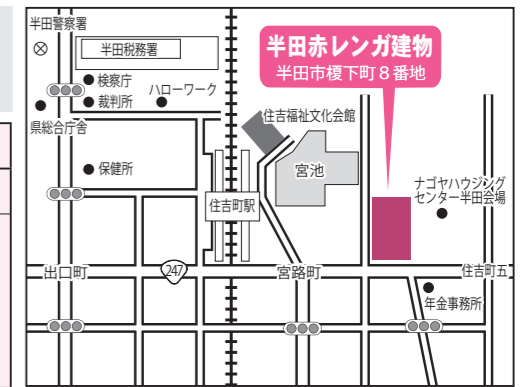 半田警察署
半田税務署
検察庁
裁判所
ハローワーク
県総合庁舎
保健所
半田赤レンガ建物
半田市榎下町8番地
住吉福祉文化会館
宮池
住吉町駅
ナゴヤハウジング
センター半田会場
出口町
247
宮路町
住吉町五
年金事務所